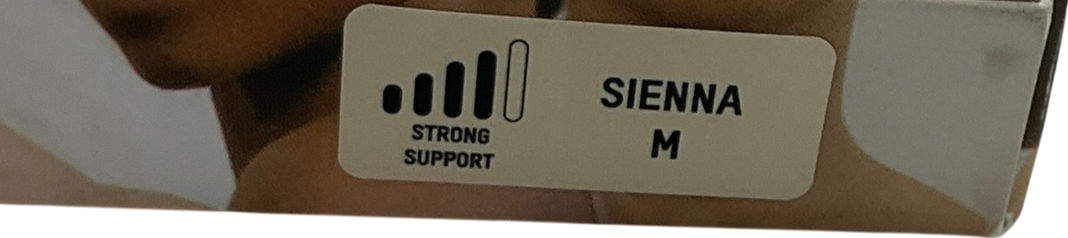 STRONG
SUPPORT
SIENNA
M